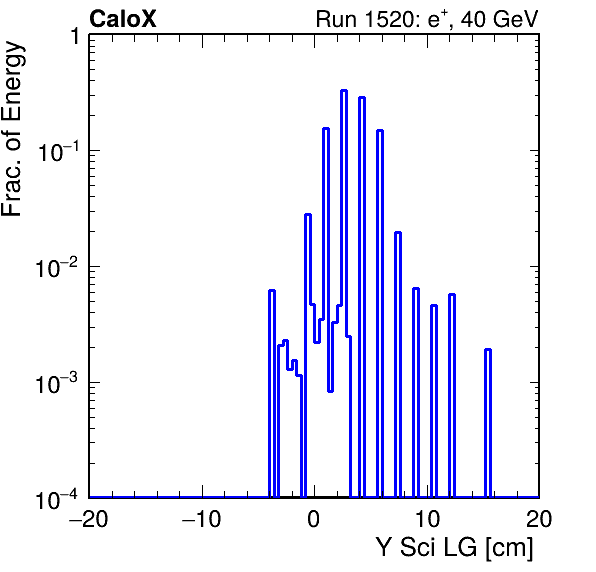 CaloX Run 1520: e⁺, 40 GeV
Frac. of Energy
1
10⁻¹
10⁻²
10⁻³
10⁻⁴
−20 −10 0 10 20
Y Sci LG [cm]